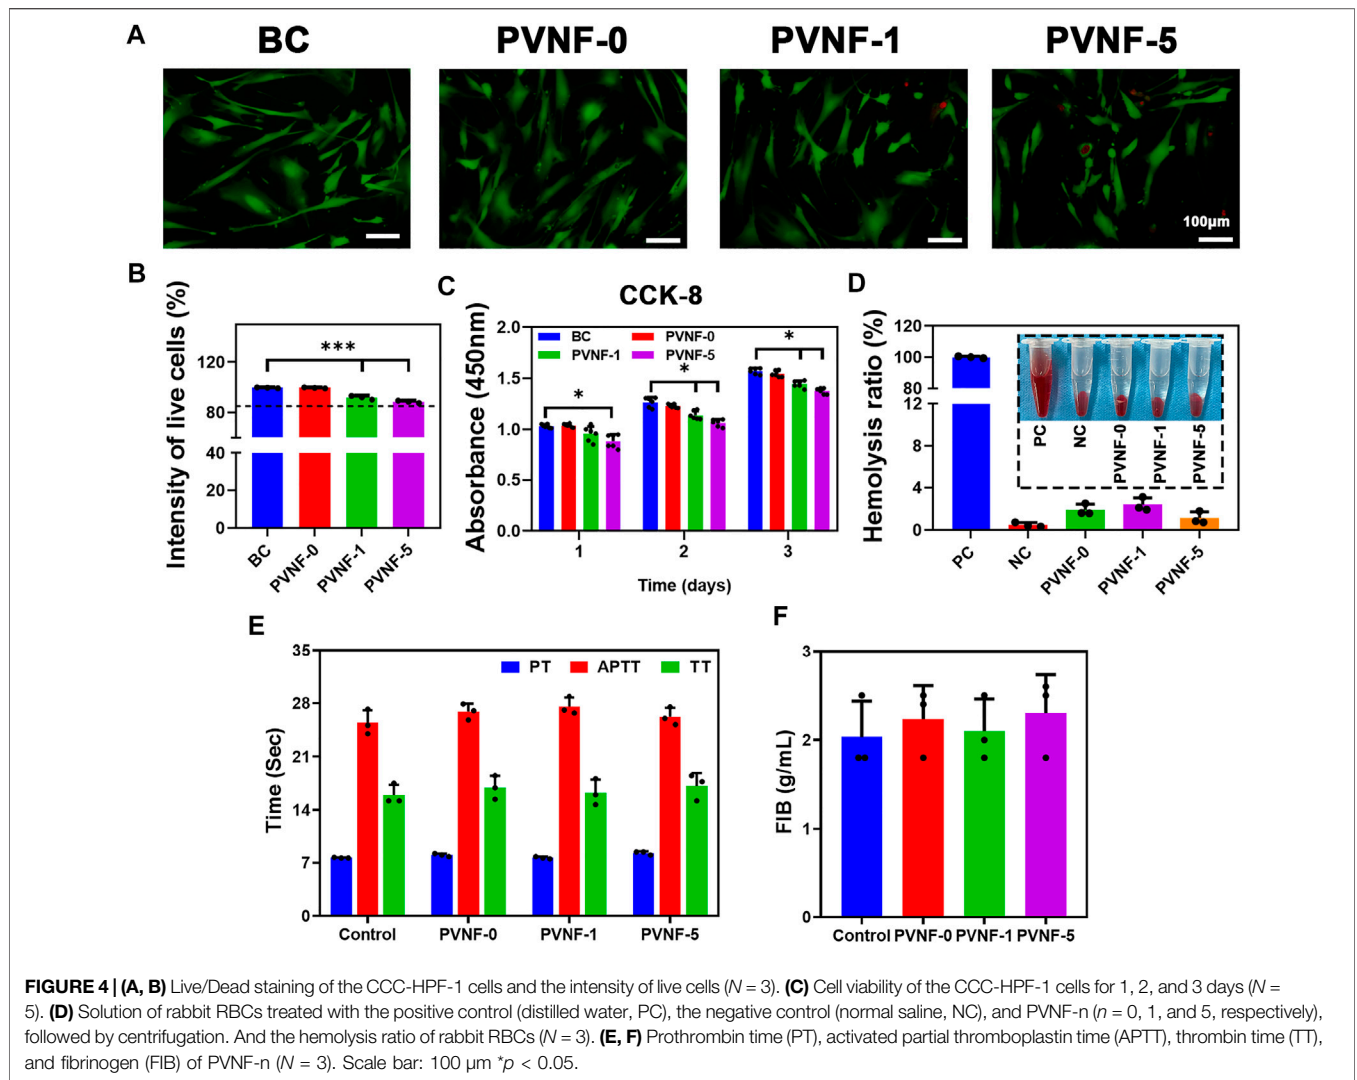 A
BC
PVNF-0
PVNF-1
PVNF-5
100µm
B
Intensity of live cells (%)
120
80
40
20
0
***
BC
PVNF-0
PVNF-1
PVNF-5
C
CCK-8
Absorbance (450nm)
2.0
1.5
1.0
0.5
0.0
BC
PVNF-0
PVNF-1
PVNF-5
*
*
*
1
2
3
Time (days)
D
Hemolysis ratio (%)
120
100
80
12
8
4
0
PC
NC
PVNF-0
PVNF-1
PVNF-5
PC
NC
PVNF-0
PVNF-1
PVNF-5
E
Time (Sec)
35
28
21
14
7
0
PT
APTT
TT
Control
PVNF-0
PVNF-1
PVNF-5
F
FIB (g/mL)
3
2
1
0
Control
PVNF-0
PVNF-1
PVNF-5
FIGURE 4 | (A, B) Live/Dead staining of the CCC-HPF-1 cells and the intensity of live cells (N = 3). (C) Cell viability of the CCC-HPF-1 cells for 1, 2, and 3 days (N =
5). (D) Solution of rabbit RBCs treated with the positive control (distilled water, PC), the negative control (normal saline, NC), and PVNF-n (n = 0, 1, and 5, respectively),
followed by centrifugation. And the hemolysis ratio of rabbit RBCs (N = 3). (E, F) Prothrombin time (PT), activated partial thromboplastin time (APTT), thrombin time (TT),
and fibrinogen (FIB) of PVNF-n (N = 3). Scale bar: 100 µm *p < 0.05.